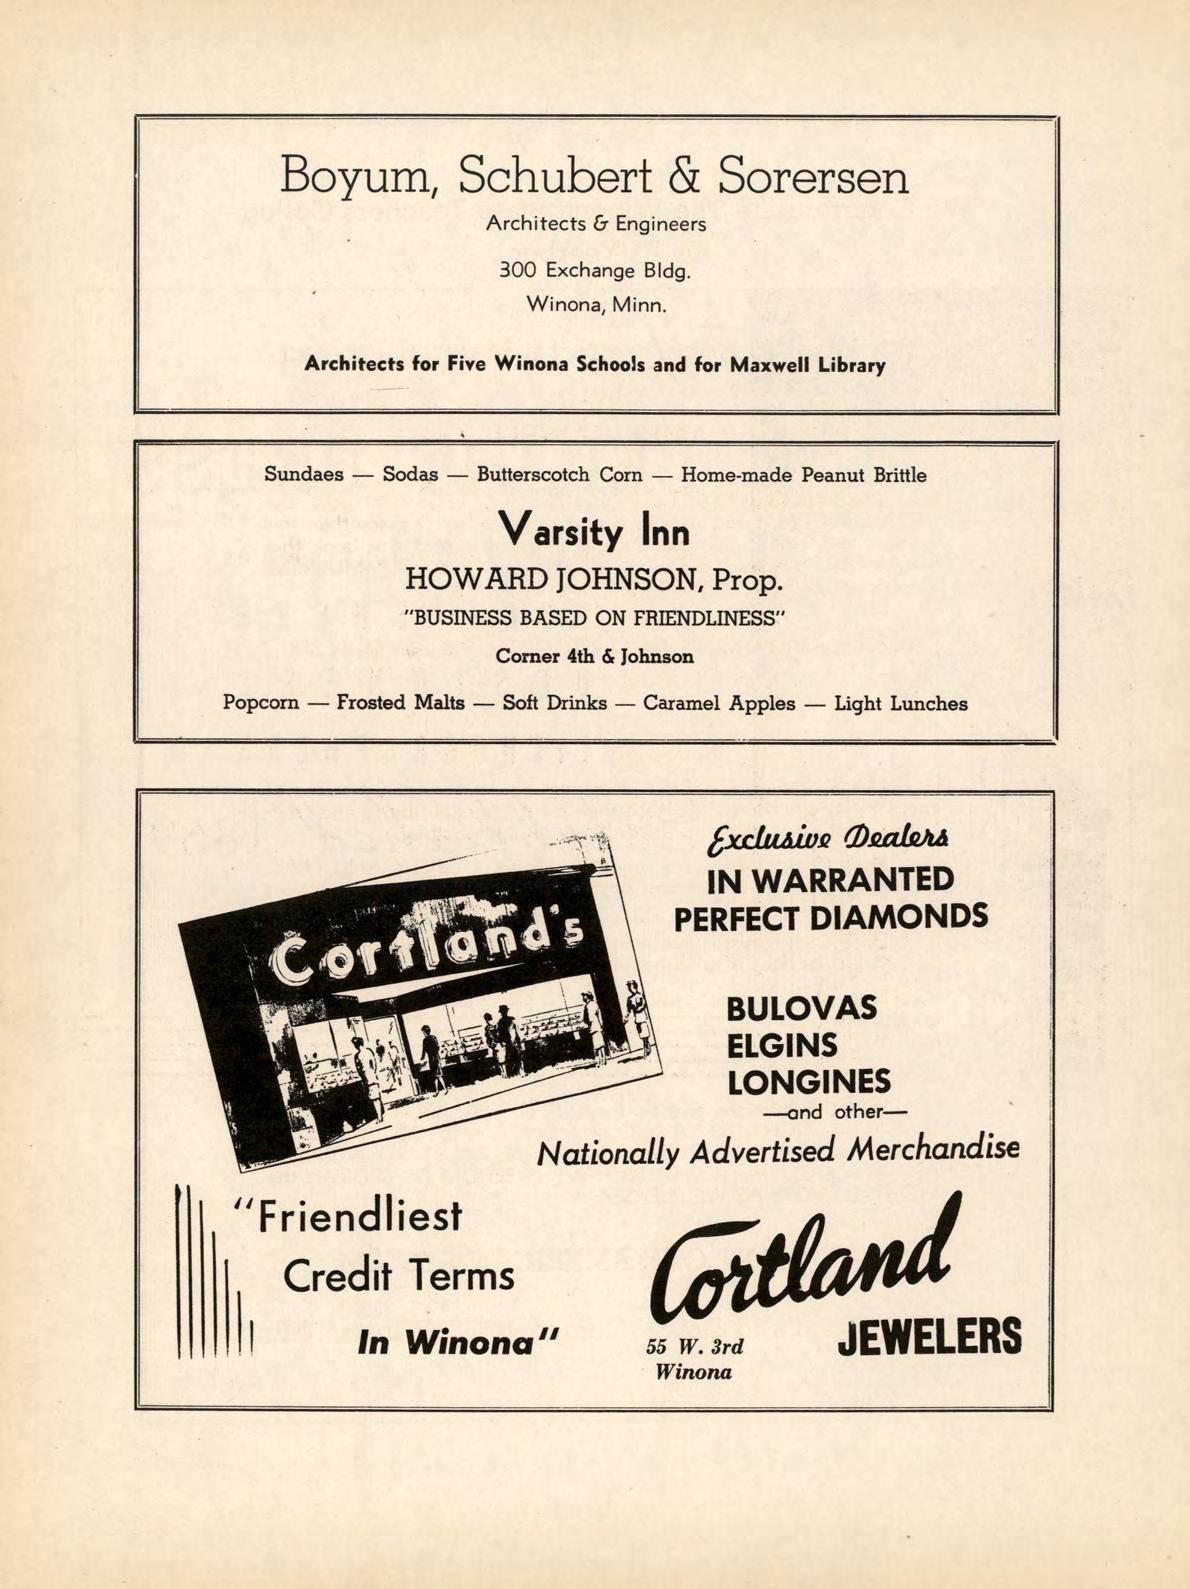 Boyum, Schubert & Sorersen
Architects & Engineers
300 Exchange Bldg.
Winona, Minn.
Architects for Five Winona Schools and for Maxwell Library
Sundaes — Sodas — Butterscotch Corn — Home-made Peanut Brittle
Varsity Inn
HOWARD JOHNSON, Prop.
"BUSINESS BASED ON FRIENDLINESS"
Corner 4th & Johnson
Popcorn — Frosted Malts — Soft Drinks — Caramel Apples — Light Lunches
Cortland's
Exclusive Dealers
IN WARRANTED
PERFECT DIAMONDS
BULOVAS
ELGINS
LONGINES
—and other—
Nationally Advertised Merchandise
"Friendliest
Credit Terms
In Winona"
Cortland
JEWELERS
55 W. 3rd
Winona